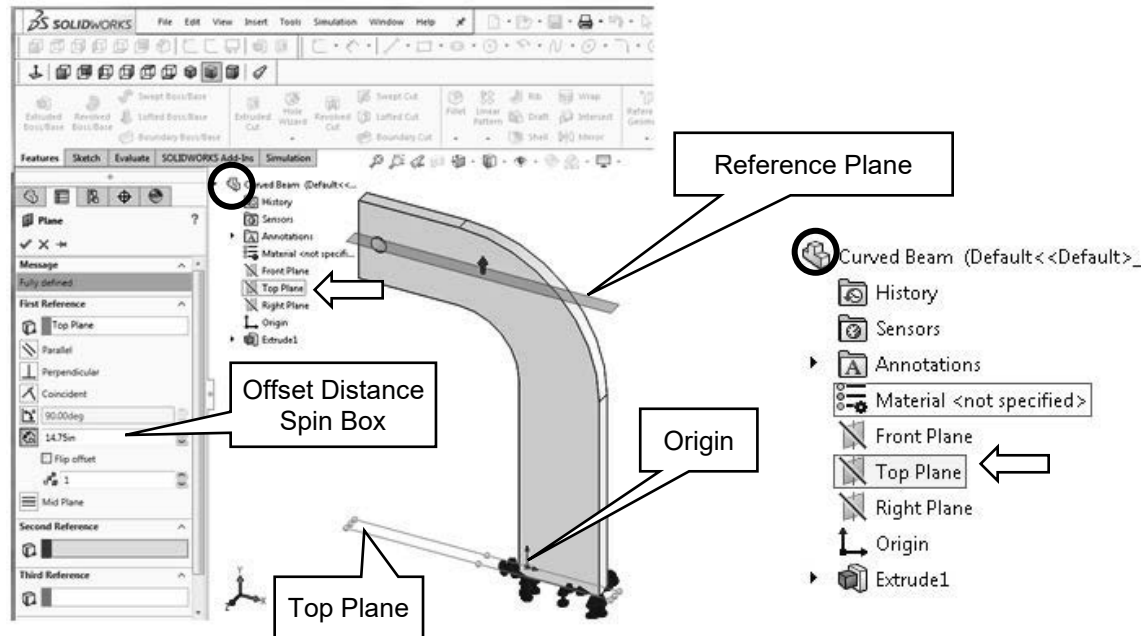 SOLIDWORKS File Edit View Insert Tools Simulation Window Help
Extruded Boss/Base
Revolved Boss/Base
Swept Boss/Base
Lofted Boss/Base
Boundary Boss/Base
Extruded Cut
Hole Wizard
Revolved Cut
Swept Cut
Lofted Cut
Boundary Cut
Fillet
Linear Pattern
Rib
Draft
Shell
Wrap
Intersect
Mirror
Features Sketch Evaluate SOLIDWORKS Add-Ins Simulation
Plane ?
Message
Fully defined
First Reference
Top Plane
Parallel
Perpendicular
Coincident
90.00deg
14.75in
Flip offset
1
Mid Plane
Second Reference
Third Reference
Beam (Default<<...
History
Sensors
Annotations
Material <not specifi...
Front Plane
Top Plane
Right Plane
Origin
Extrude1
Reference Plane
Offset Distance
Spin Box
Origin
Top Plane
Y
X
Z
Curved Beam (Default<<Default>_
History
Sensors
Annotations
Material <not specified>
Front Plane
Top Plane
Right Plane
Origin
Extrude1